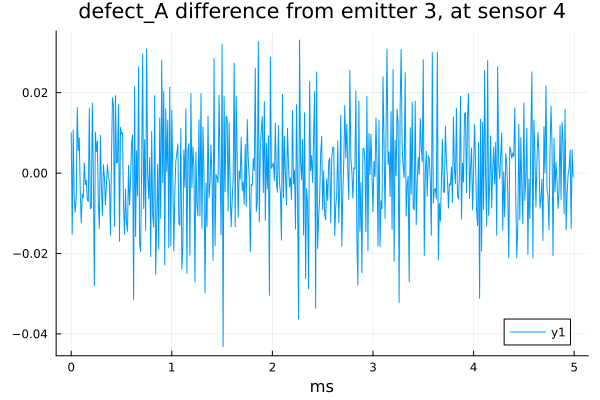 defect_A difference from emitter 3, at sensor 4
0.02
0.00
−0.02
−0.04
y1
0 1 2 3 4 5
ms